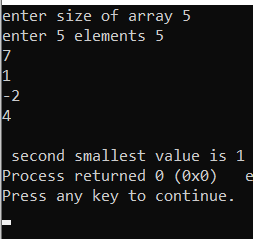 enter size of array 5
enter 5 elements 5
7
1
-2
4
second smallest value is 1
Process returned 0 (0x0) e
Press any key to continue.